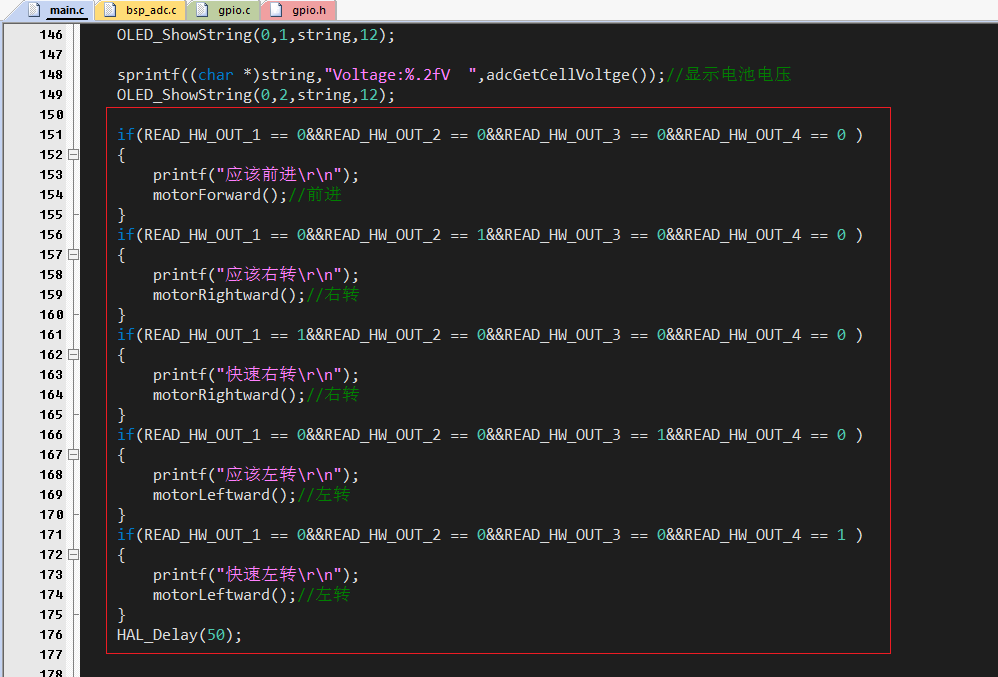 main.c bsp_adc.c gpio.c gpio.h
146 OLED_ShowString(0,1,string,12);
147
148 sprintf((char *)string,"Voltage:%.2fV  ",adcGetCellVoltge());//显示电池电压
149 OLED_ShowString(0,2,string,12);
150
151 if(READ_HW_OUT_1 == 0&&READ_HW_OUT_2 == 0&&READ_HW_OUT_3 == 0&&READ_HW_OUT_4 == 0 )
152 {
153 printf("应该前进\r\n");
154 motorForward();//前进
155 }
156 if(READ_HW_OUT_1 == 0&&READ_HW_OUT_2 == 1&&READ_HW_OUT_3 == 0&&READ_HW_OUT_4 == 0 )
157 {
158 printf("应该右转\r\n");
159 motorRightward();//右转
160 }
161 if(READ_HW_OUT_1 == 1&&READ_HW_OUT_2 == 0&&READ_HW_OUT_3 == 0&&READ_HW_OUT_4 == 0 )
162 {
163 printf("快速右转\r\n");
164 motorRightward();//右转
165 }
166 if(READ_HW_OUT_1 == 0&&READ_HW_OUT_2 == 0&&READ_HW_OUT_3 == 1&&READ_HW_OUT_4 == 0 )
167 {
168 printf("应该左转\r\n");
169 motorLeftward();//左转
170 }
171 if(READ_HW_OUT_1 == 0&&READ_HW_OUT_2 == 0&&READ_HW_OUT_3 == 0&&READ_HW_OUT_4 == 1 )
172 {
173 printf("快速左转\r\n");
174 motorLeftward();//左转
175 }
176 HAL_Delay(50);
177
178